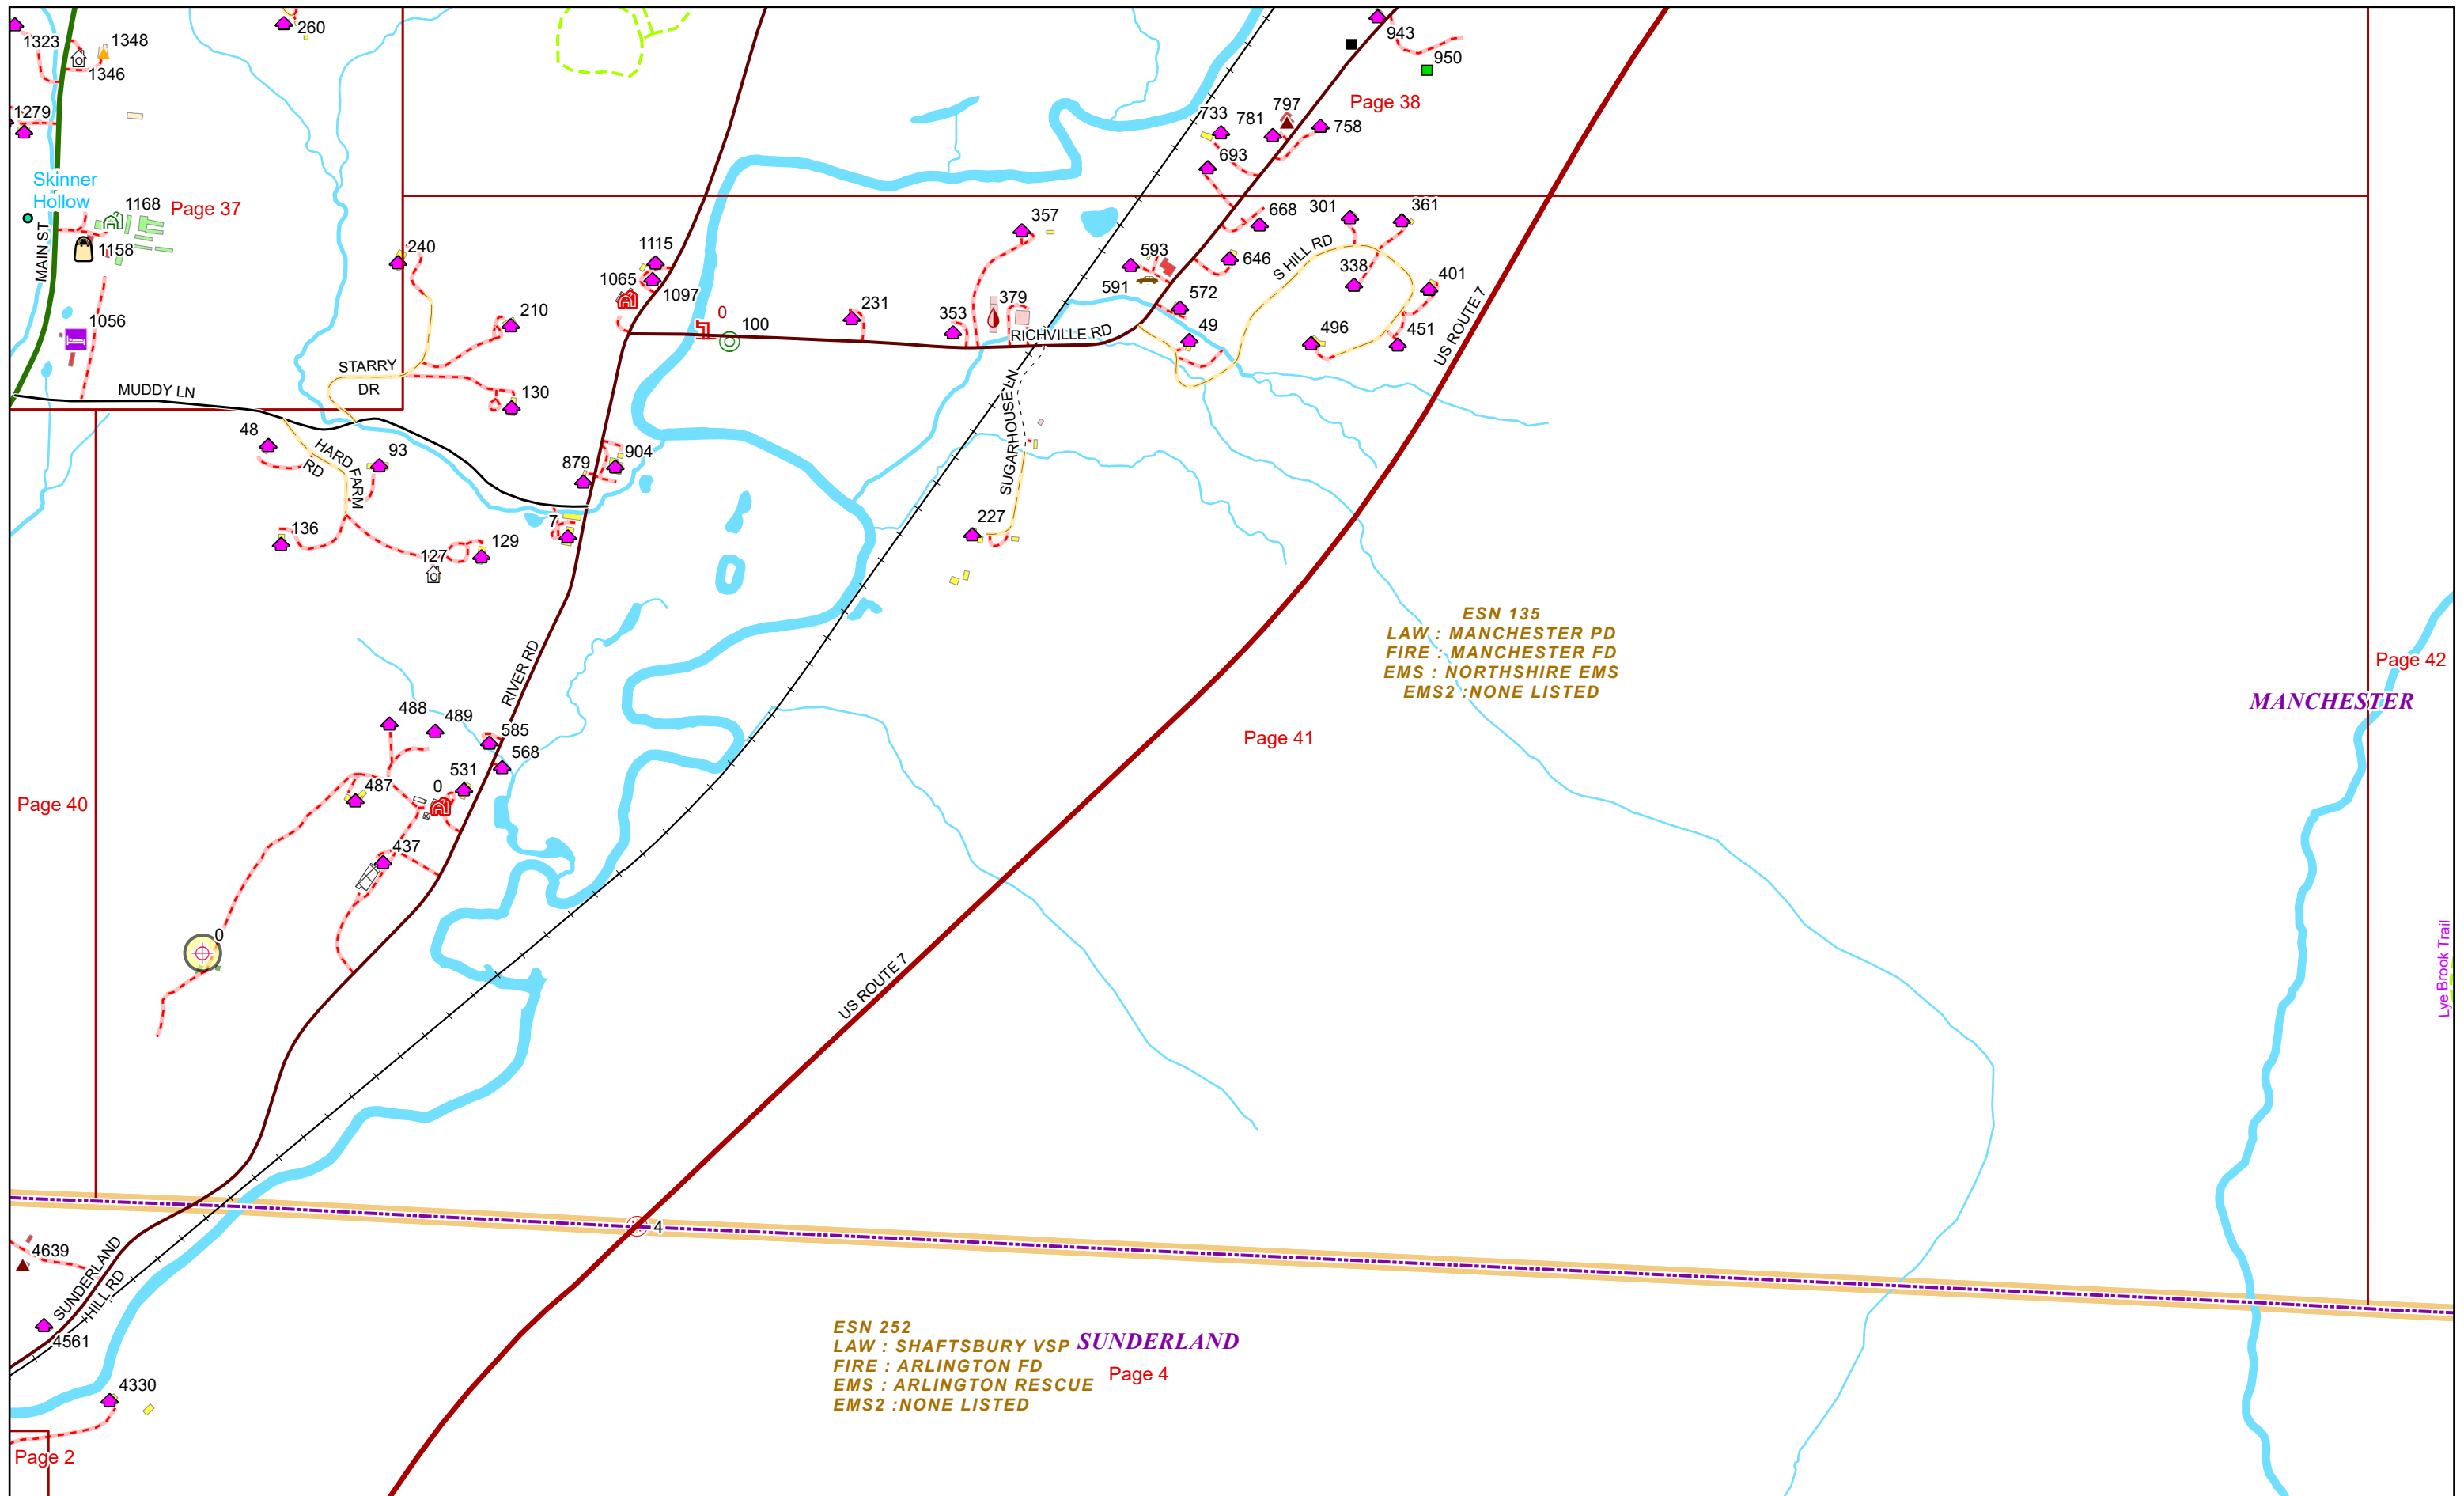 260
1323
1348
1346
943
950
Page 38
1279
733
781
797
758
693
Skinner
Hollow
1168
Page 37
MAIN ST
1158
240
1115
1065
1097
357
668
301
361
S HILL RD
593
646
338
401
591
572
379
0
100
231
353
RICHVILLE RD
49
496
451
US ROUTE 7
1056
210
STARRY
DR
130
MUDDY LN
SUGARHOUSE LN
48
HARD FARM
RD
93
879
904
136
7
129
127
227
ESN 135
LAW : MANCHESTER PD
FIRE : MANCHESTER FD
EMS : NORTHSHIRE EMS
EMS2 :NONE LISTED
Page 42
MANCHESTER
RIVER RD
488
489
585
568
Page 41
531
0
487
Page 40
437
0
US ROUTE 7
Lye Brook Trail
4
4639
SUNDERLAND
HILL RD
4561
ESN 252
LAW : SHAFTSBURY VSP
SUNDERLAND
FIRE : ARLINGTON FD
Page 4
EMS : ARLINGTON RESCUE
EMS2 :NONE LISTED
4330
Page 2